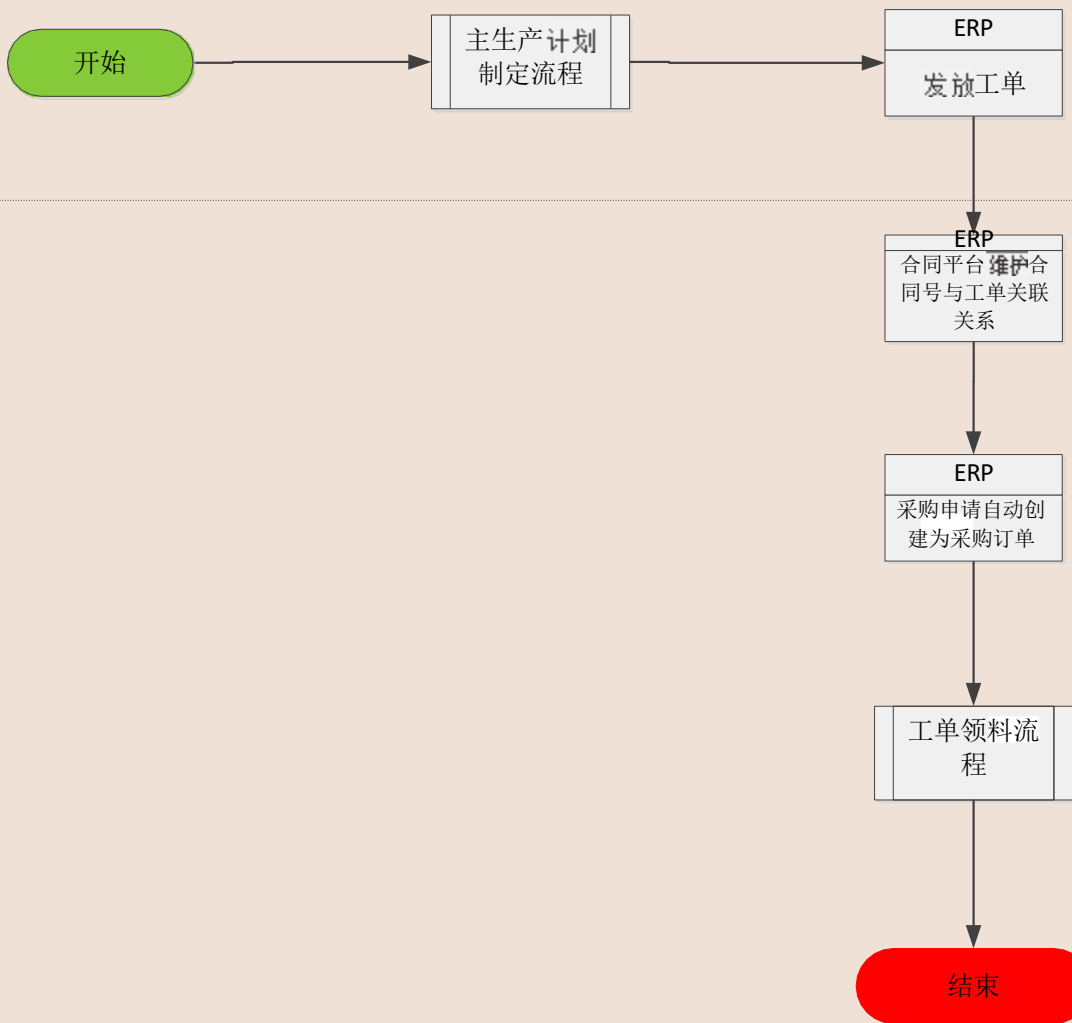 开始
主生产计划
制定流程
ERP
发放工单
ERP
合同平台维护合
同号与工单关联
关系
ERP
采购申请自动创
建为采购订单
工单领料流
程
结束